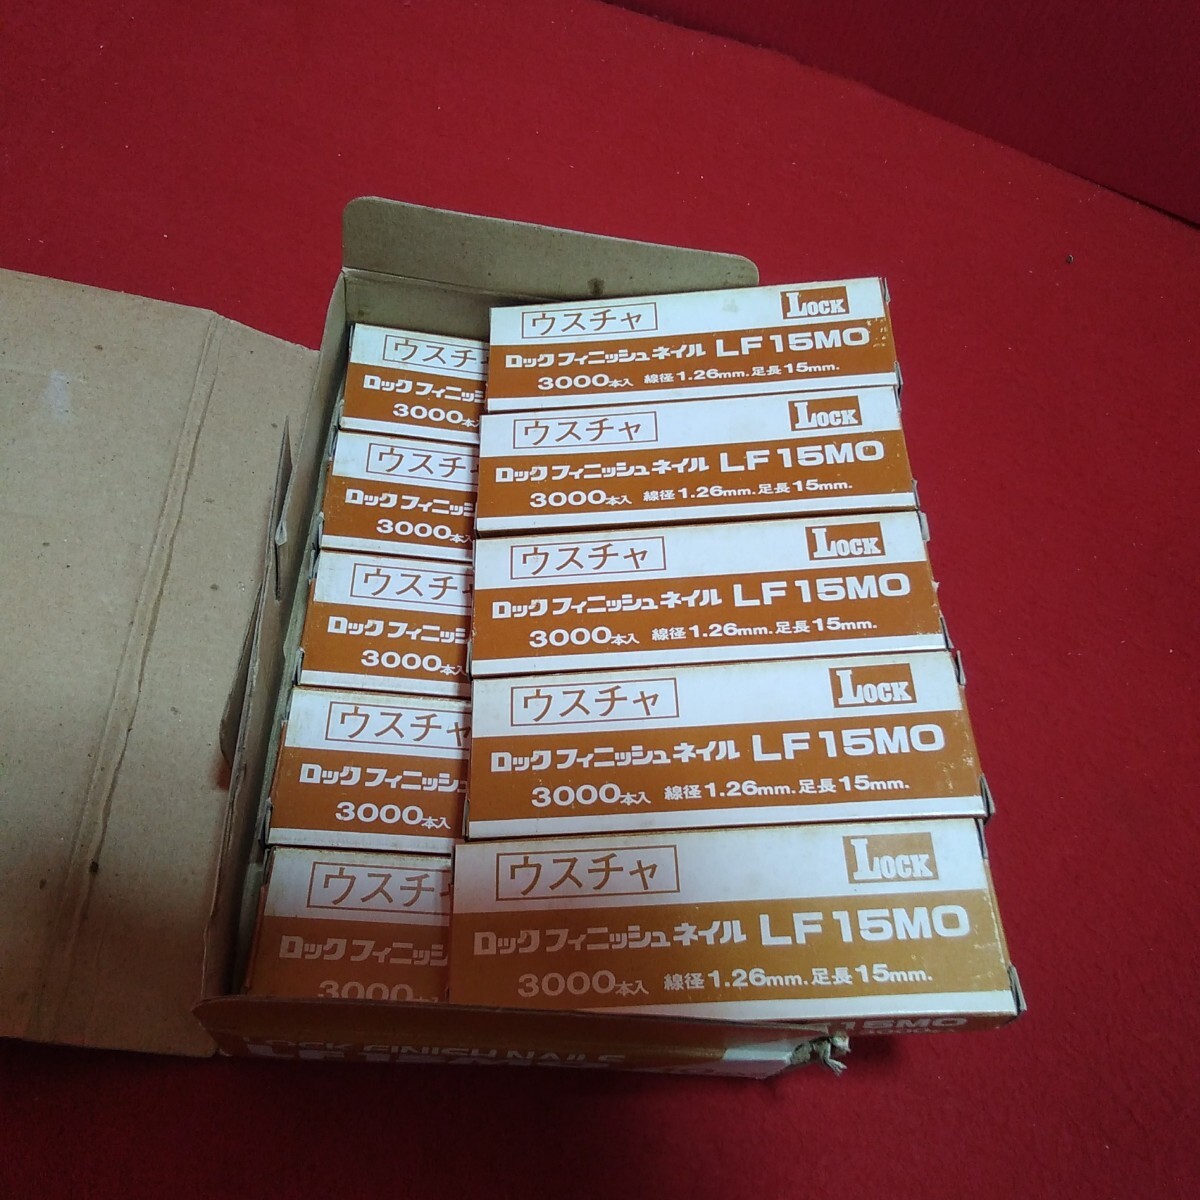 ウスチャ
LOCK
ロック フィニッシュ ネイル LF15MO
3000本入 線径1.26mm.足長15mm.
ウスチャ
LOCK
ロック フィニッシュ ネイル LF15MO
3000本入 線径1.26mm.足長15mm.
ウスチャ
LOCK
ロック フィニッシュ ネイル LF15MO
3000本入 線径1.26mm.足長15mm.
ウスチャ
LOCK
ロック フィニッシュ ネイル LF15MO
3000本入 線径1.26mm.足長15mm.
ウスチャ
LOCK
ロック フィニッシュ ネイル LF15MO
3000本入 線径1.26mm.足長15mm.
ウスチャ
ロック フィニッシ
3000本
ウスチャ
ロック フィニッシ
3000本入
ウスチャ
ロック フィニッシ
3000本入
ウスチャ
ロック フィニッシ
3000本入
ウスチャ
ロック フィニッシ
3000本
15MO
FINISH NAILS